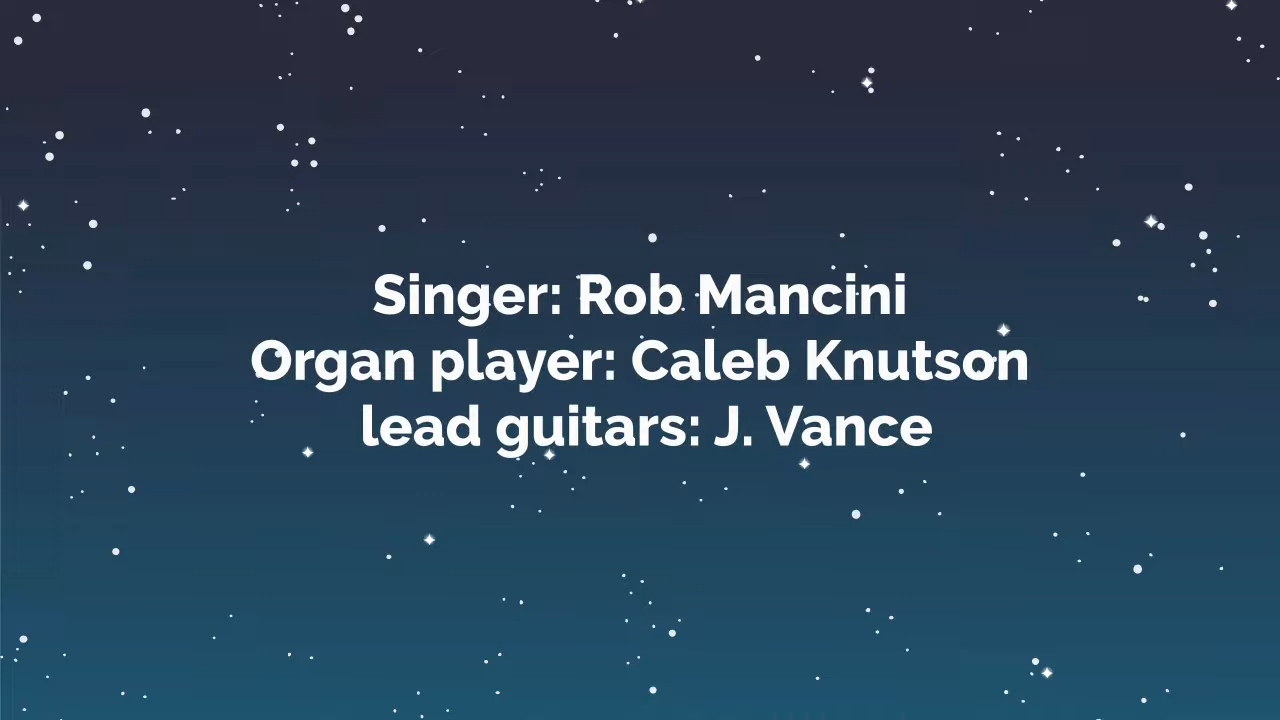 Singer: Rob Mancini
Organ player: Caleb Knutson
lead guitars: J. Vance